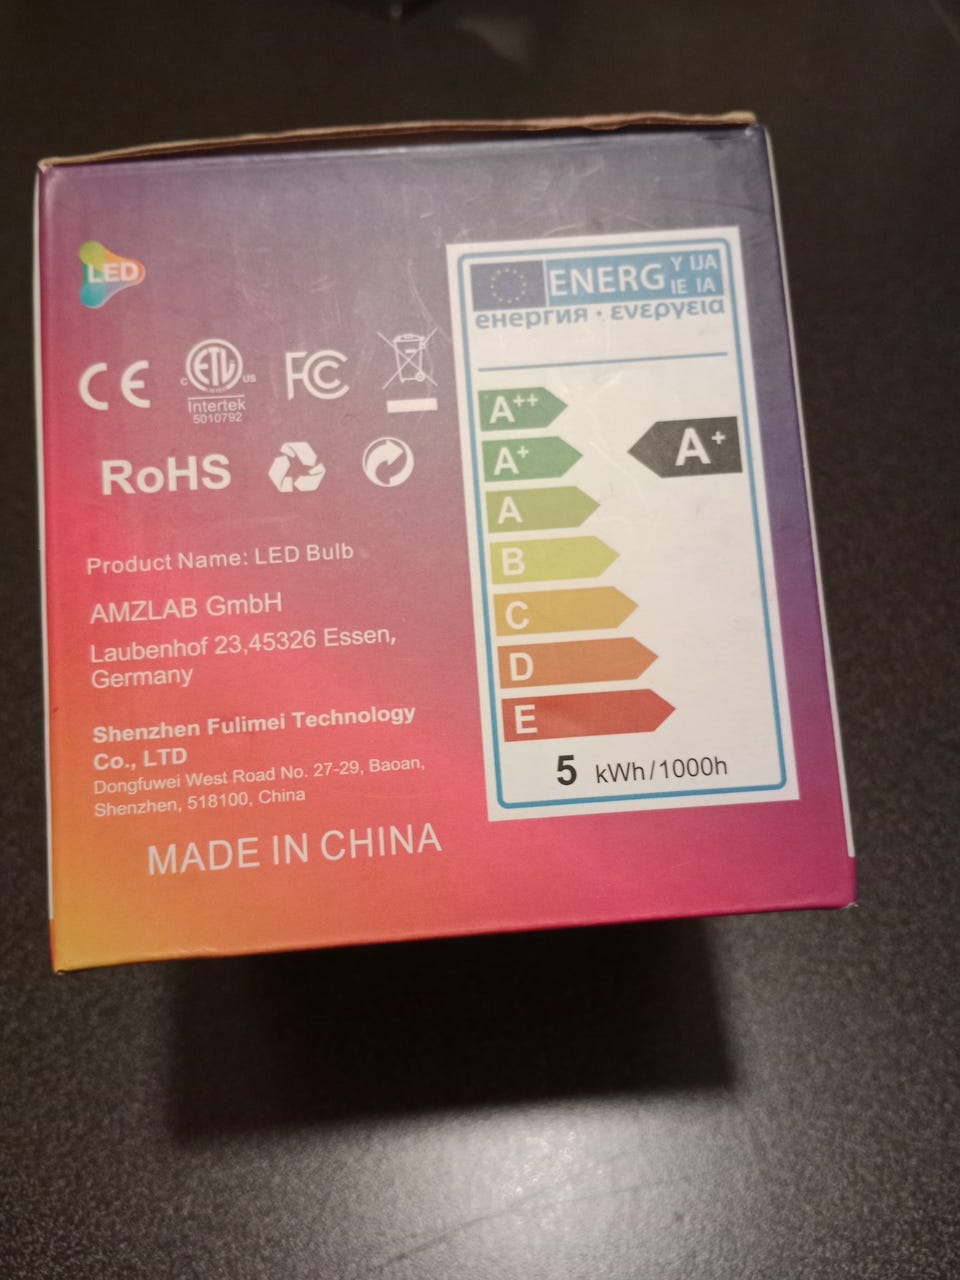 LED
CE
ETL
C US
Intertek
5010792
FC
RoHS
Product Name: LED Bulb
AMZLAB GmbH
Laubenhof 23,45326 Essen,
Germany
Shenzhen Fulimei Technology
Co., LTD
Dongfuwei West Road No. 27-29, Baoan,
Shenzhen, 518100, China
MADE IN CHINA
ENERG Y IJA
IE IA
енергия · ενεργεια
A++
A+
A+
A
B
C
D
E
5 kWh/1000h